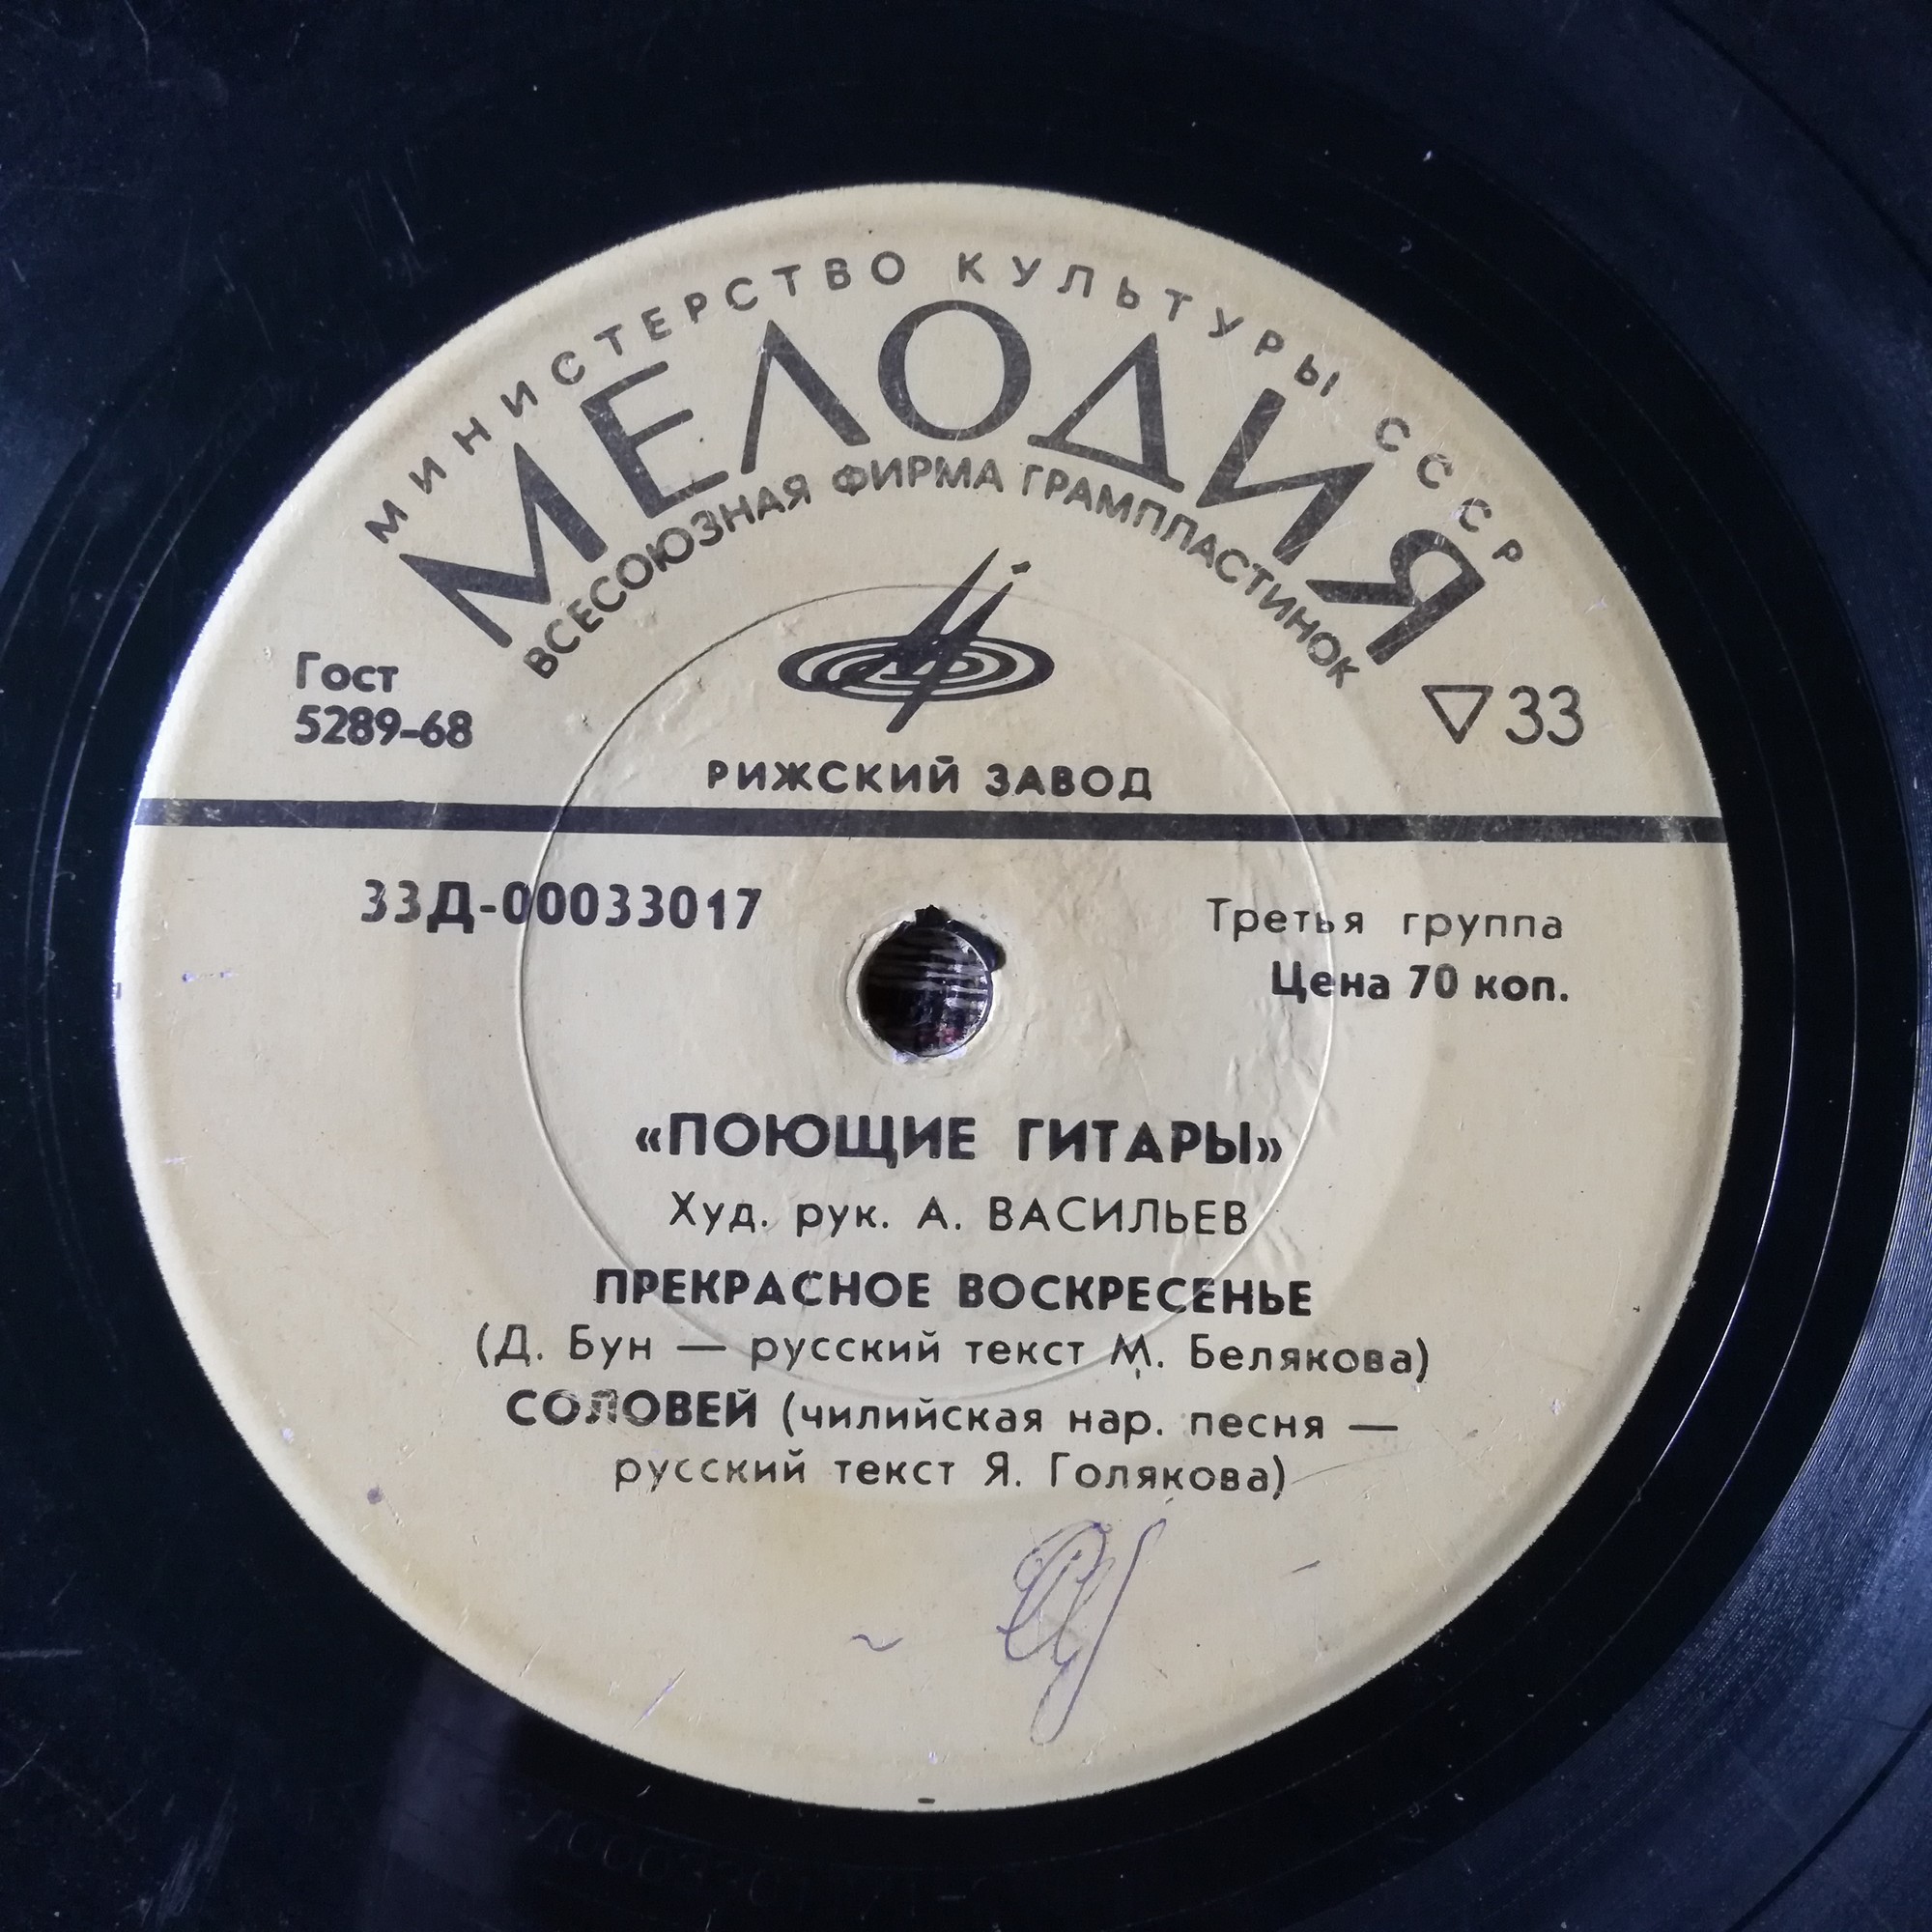 МИНИСТЕРСТВО КУЛЬТУРЫ СССР
МЕЛОДИЯ
ВСЕСОЮЗНАЯ ФИРМА ГРАМПЛАСТИНОК
Гост
5289-68
33
РИЖСКИЙ ЗАВОД
33Д-00033017
Третья группа
Цена 70 коп.
«ПОЮЩИЕ ГИТАРЫ»
Худ. рук. А. ВАСИЛЬЕВ
ПРЕКРАСНОЕ ВОСКРЕСЕНЬЕ
(Д. Бун — русский текст М. Белякова)
СОЛОВЕЙ (чилийская нар. песня —
русский текст Я. Голякова)